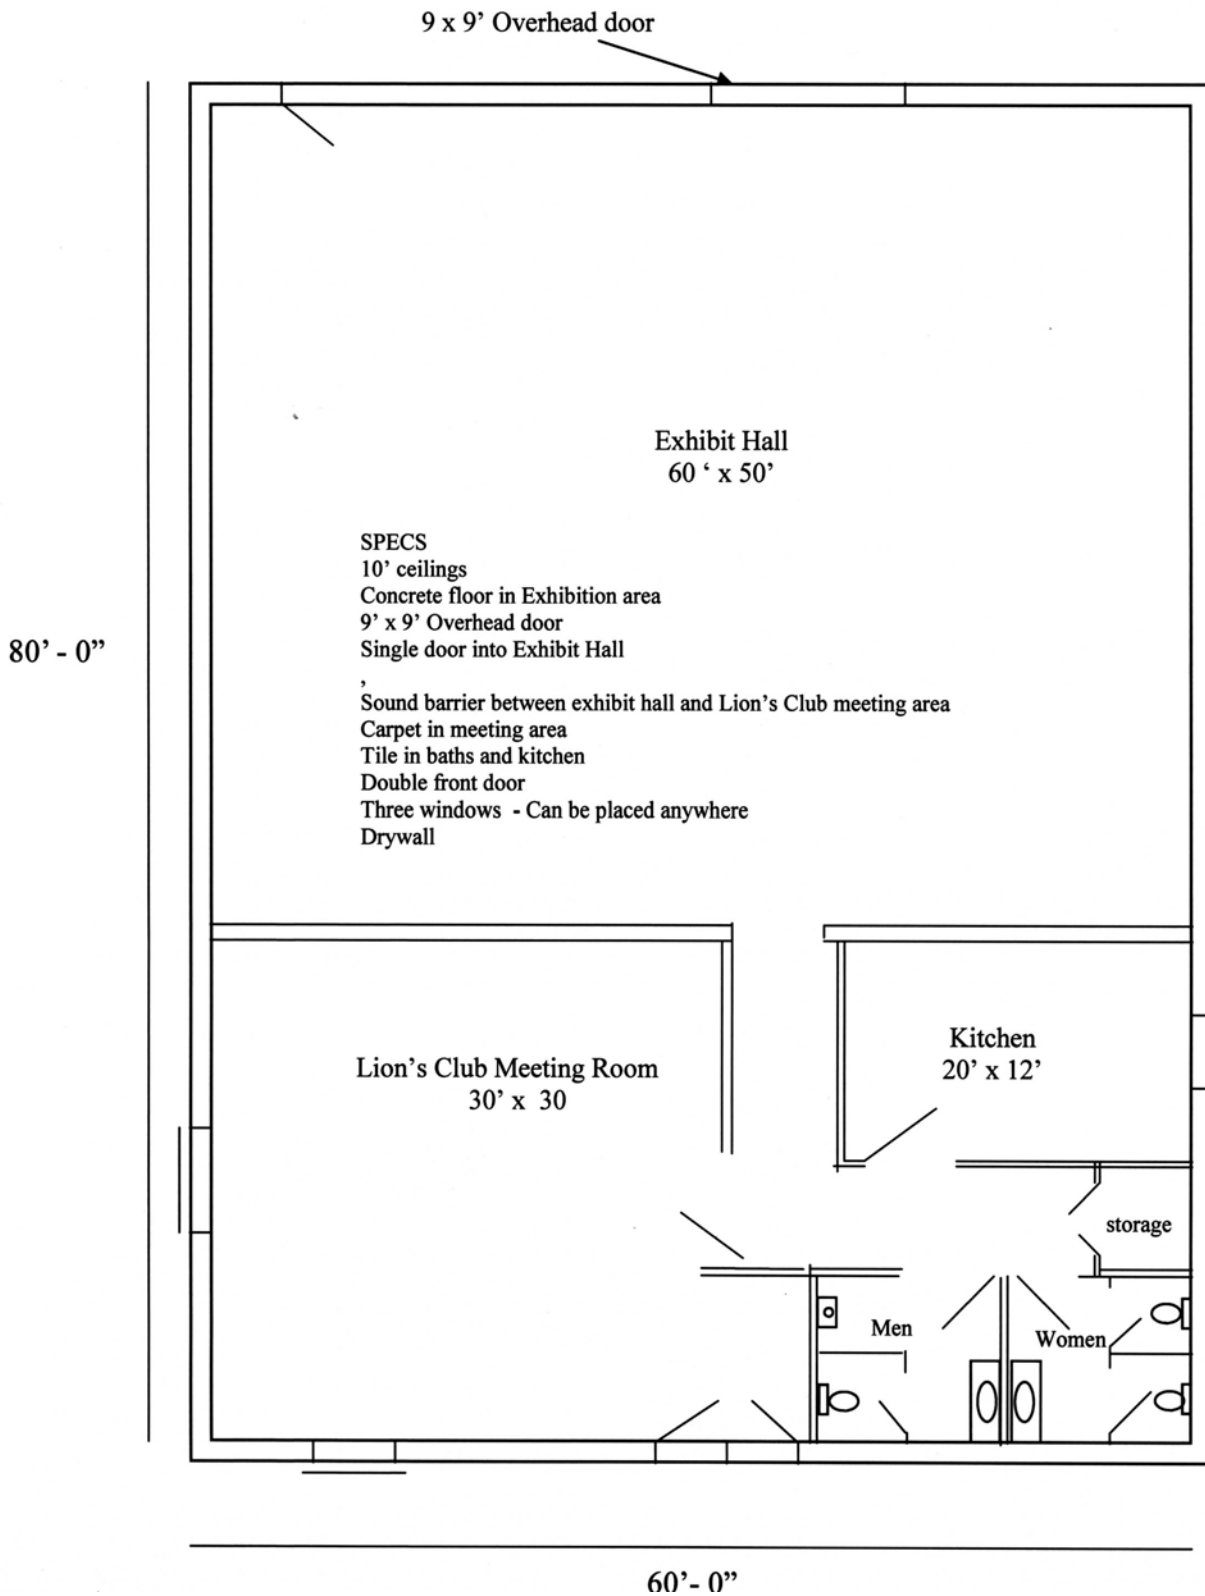 9 x 9’ Overhead door
Exhibit Hall
60 ‘ x 50’
SPECS
10’ ceilings
Concrete floor in Exhibition area
9’ x 9’ Overhead door
Single door into Exhibit Hall
,
Sound barrier between exhibit hall and Lion’s Club meeting area
Carpet in meeting area
Tile in baths and kitchen
Double front door
Three windows  - Can be placed anywhere
Drywall
80’ - 0”
Lion’s Club Meeting Room
30’ x  30
Kitchen
20’ x 12’
storage
Men
Women
60’- 0”